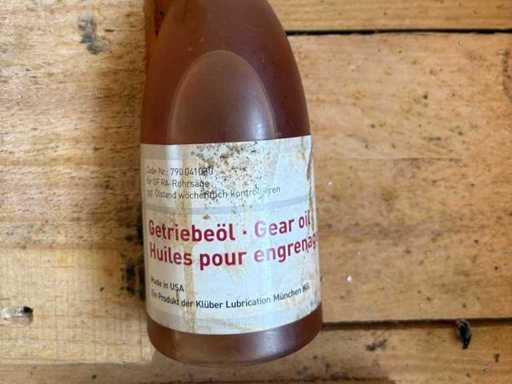 Code Nr.: 790 041 030
für GF RA-Rohrsäge
Ölstand wöchentlich kontrollieren
Getriebeöl · Gear oil
Huiles pour engrenag
Made in USA
Ein Produkt der Klüber Lubrication München KG